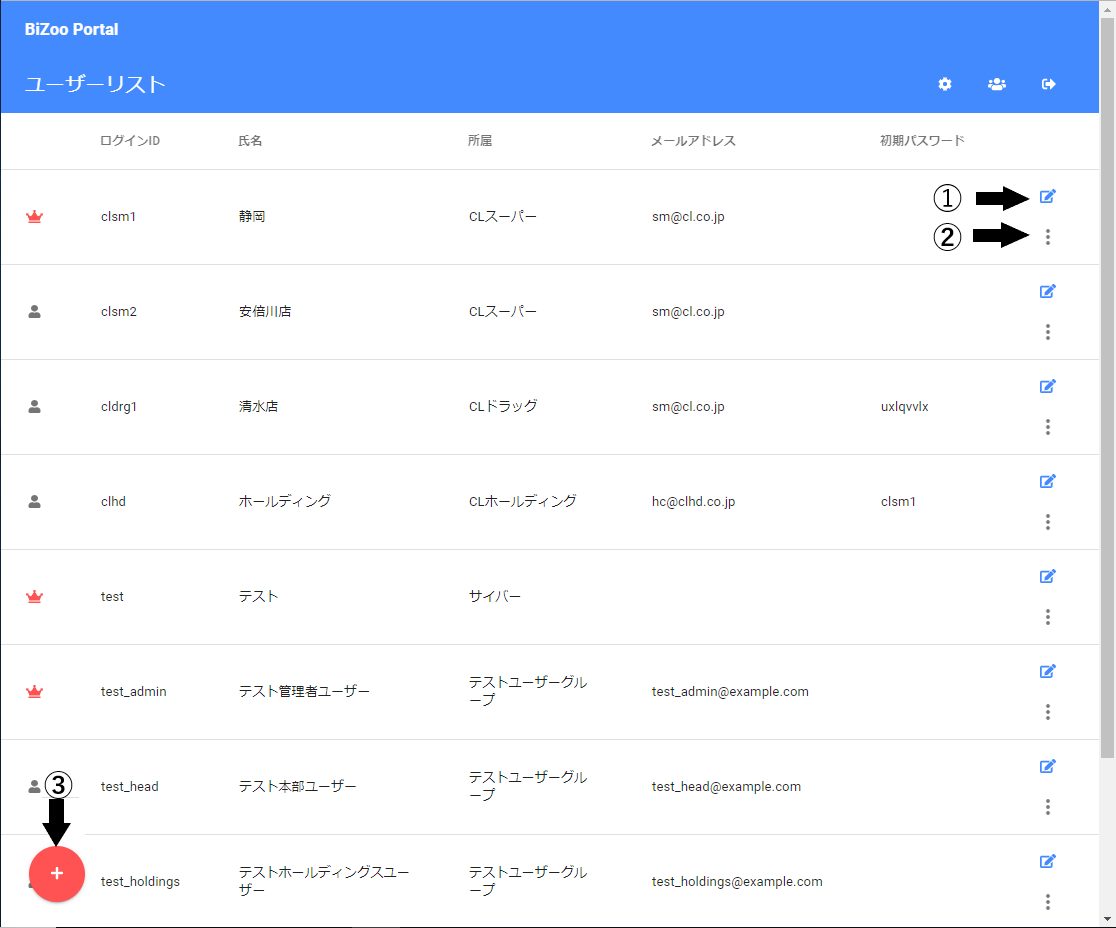 BiZoo Portal
ユーザーリスト
ログインID 氏名 所属 メールアドレス 初期パスワード
clsm1 静岡 CLスーパー sm@cl.co.jp ①
②
clsm2 安倍川店 CLスーパー sm@cl.co.jp
cldrg1 清水店 CLドラッグ sm@cl.co.jp uxlqvvlx
clhd ホールディング CLホールディング hc@clhd.co.jp clsm1
test テスト サイバー
test_admin テスト管理者ユーザー テストユーザーグル
ープ test_admin@example.com
③ test_head テスト本部ユーザー テストユーザーグル
ープ test_head@example.com
+ test_holdings テストホールディングスユー
ザー テストユーザーグル
ープ test_holdings@example.com